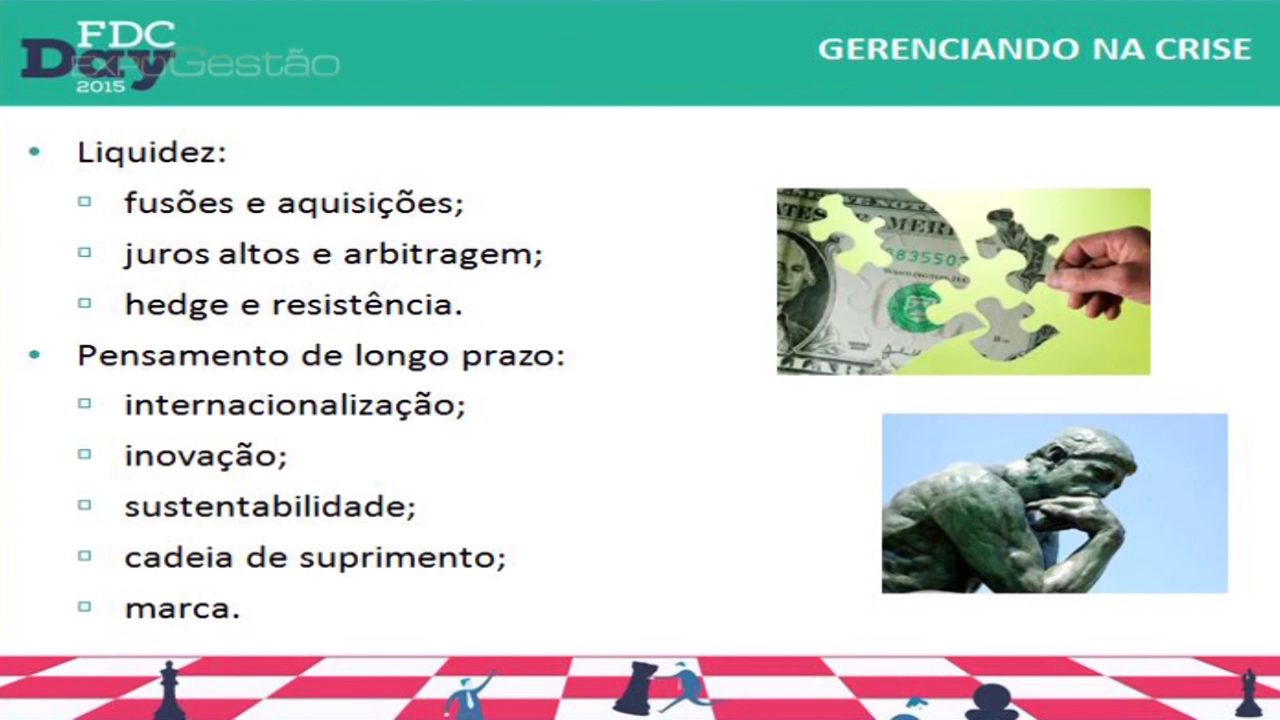 FDC
Day
ExpoGestão
2015
GERENCIANDO NA CRISE
• Liquidez:
▫ fusões e aquisições;
▫ juros altos e arbitragem;
▫ hedge e resistência.
• Pensamento de longo prazo:
▫ internacionalização;
▫ inovação;
▫ sustentabilidade;
▫ cadeia de suprimento;
▫ marca.